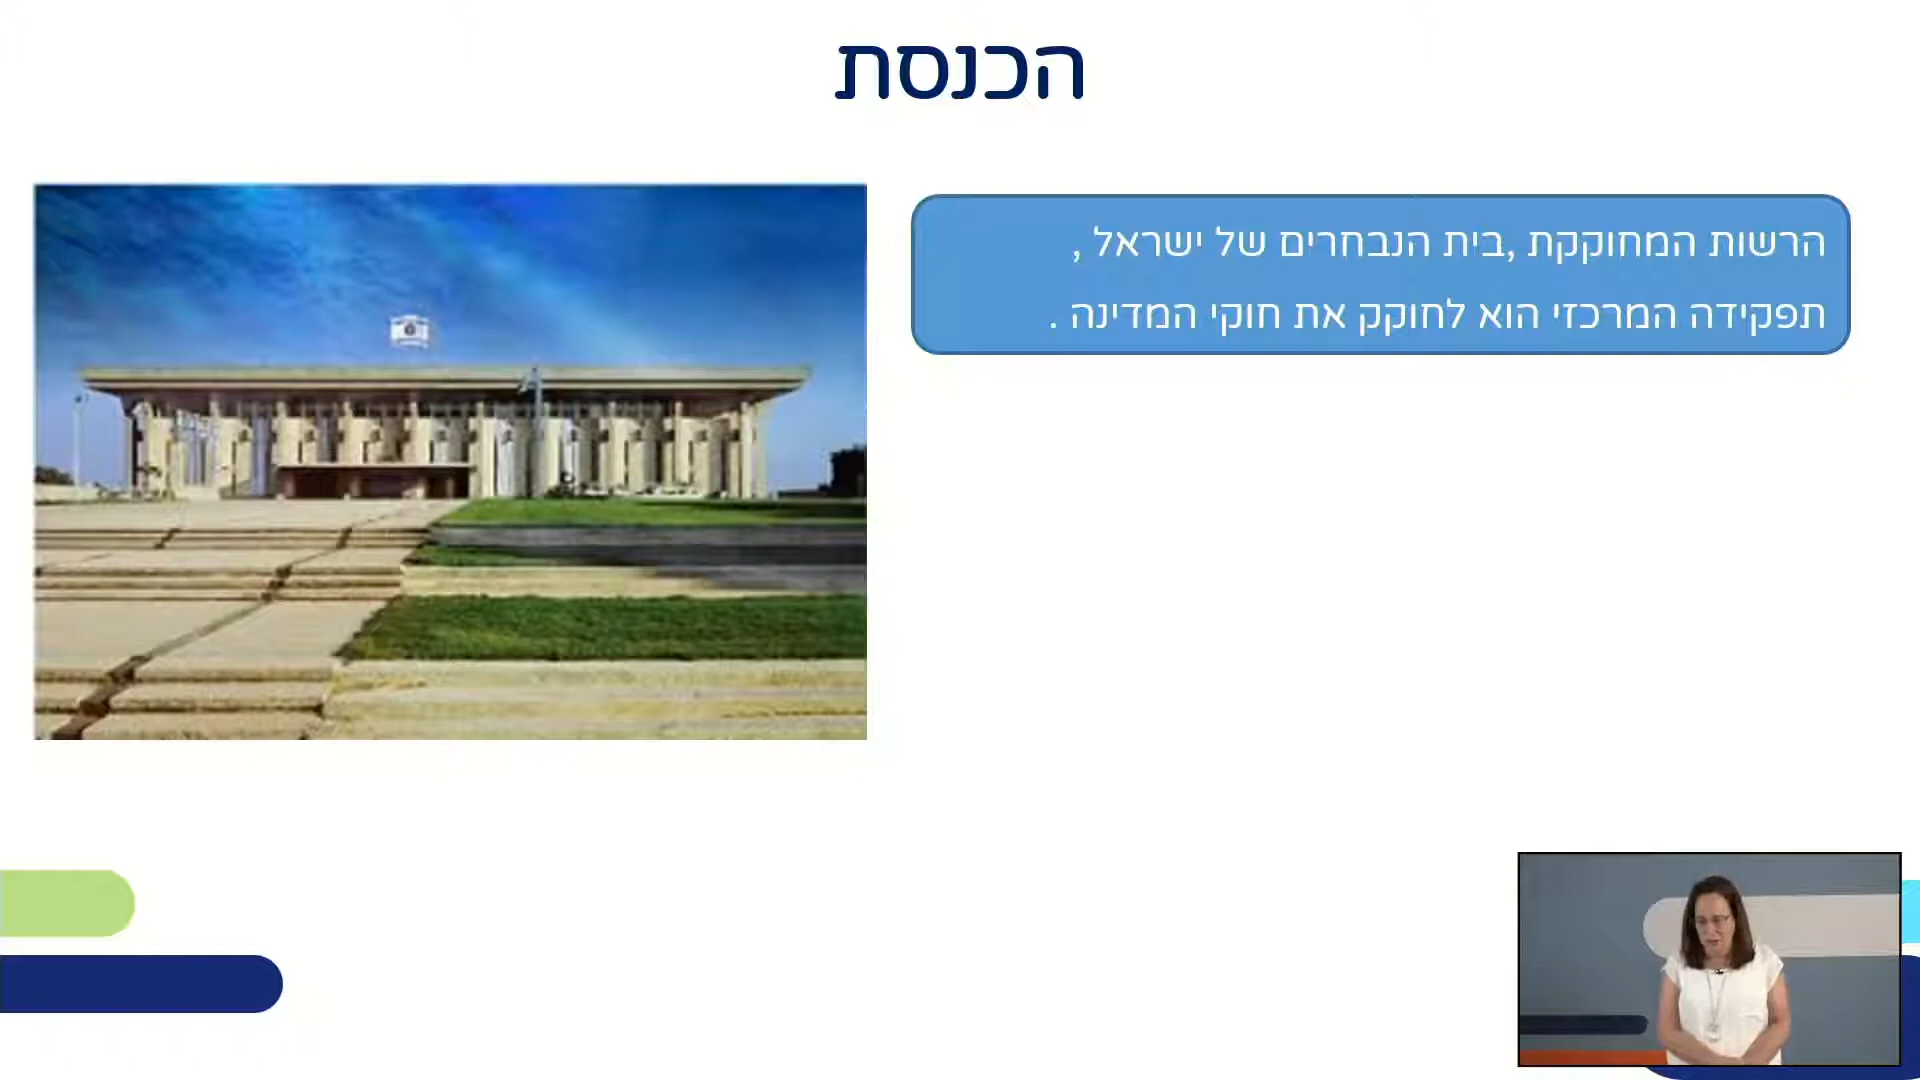 הכנסת
הרשות המחוקקת ,בית הנבחרים של ישראל ,
תפקידה המרכזי הוא לחוקק את חוקי המדינה .